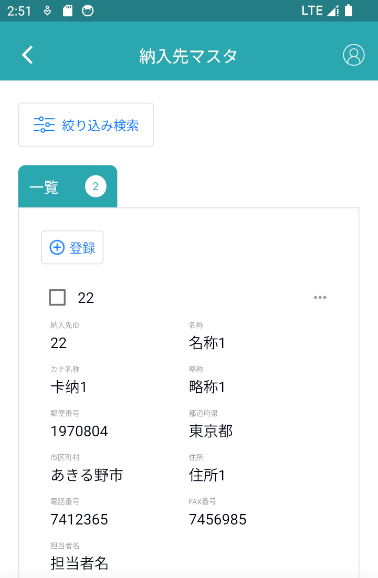 2:51 LTE
納入先マスタ
絞り込み検索
一覧 2
登録
22
納入先ID 名称
22 名称1
カナ名称 略称
卡纳1 略称1
郵便番号 都道府県
1970804 東京都
市区町村 住所
あきる野市 住所1
電話番号 FAX番号
7412365 7456985
担当者名
担当者名